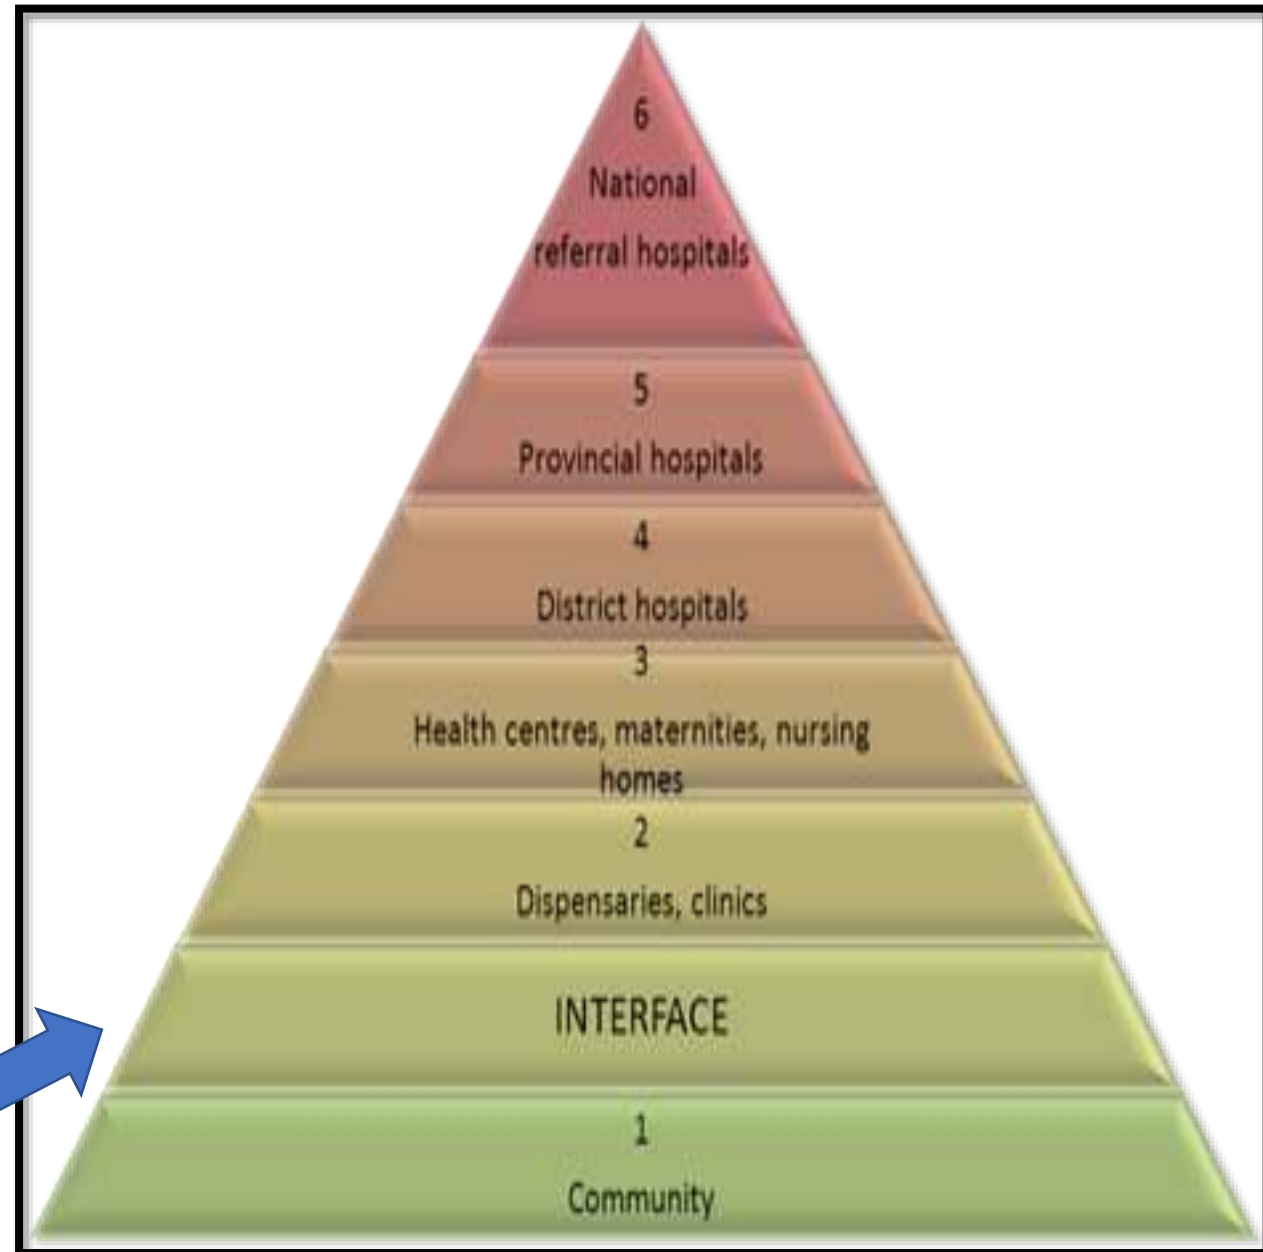 6
National
referral hospitals
5
Provincial hospitals
4
District hospitals
3
Health centres, maternities, nursing
homes
2
Dispensaries, clinics
INTERFACE
1
Community